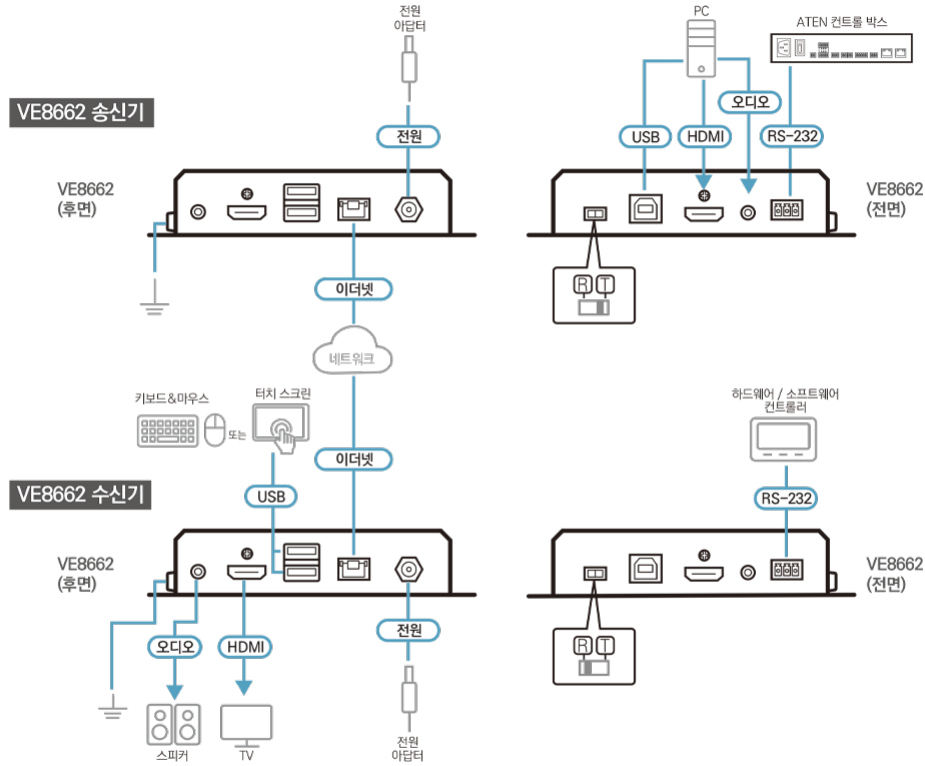 전원
아답터
PC
ATEN 컨트롤 박스
VE8662 송신기
전원
USB
HDMI
오디오
RS-232
VE8662
(후면)
VE8662
(전면)
R T
이더넷
네트워크
키보드&마우스
또는
터치 스크린
하드웨어 / 소프트웨어
컨트롤러
이더넷
VE8662 수신기
USB
RS-232
VE8662
(후면)
VE8662
(전면)
오디오
HDMI
전원
R T
스피커
TV
전원
아답터